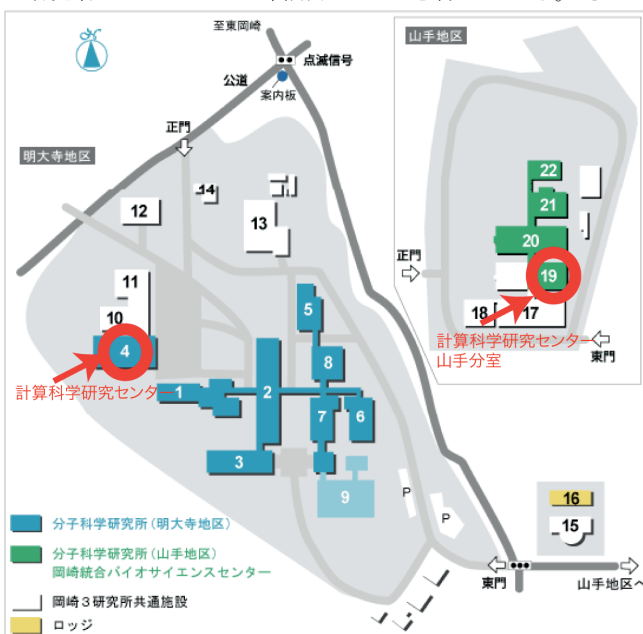 至東岡崎
点滅信号
公道
案内板
正門
明大寺地区
14
12
13
11
10
4
計算科学研究センター
5
8
1
2
7
6
3
9
P
P
山手地区
22
21
20
19
正門
18
17
計算科学研究センター
山手分室
東門
16
15
東門
山手地区へ
分子科学研究所(明大寺地区)
分子科学研究所(山手地区)
岡崎統合バイオサイエンスセンター
岡崎3研究所共通施設
ロッジ